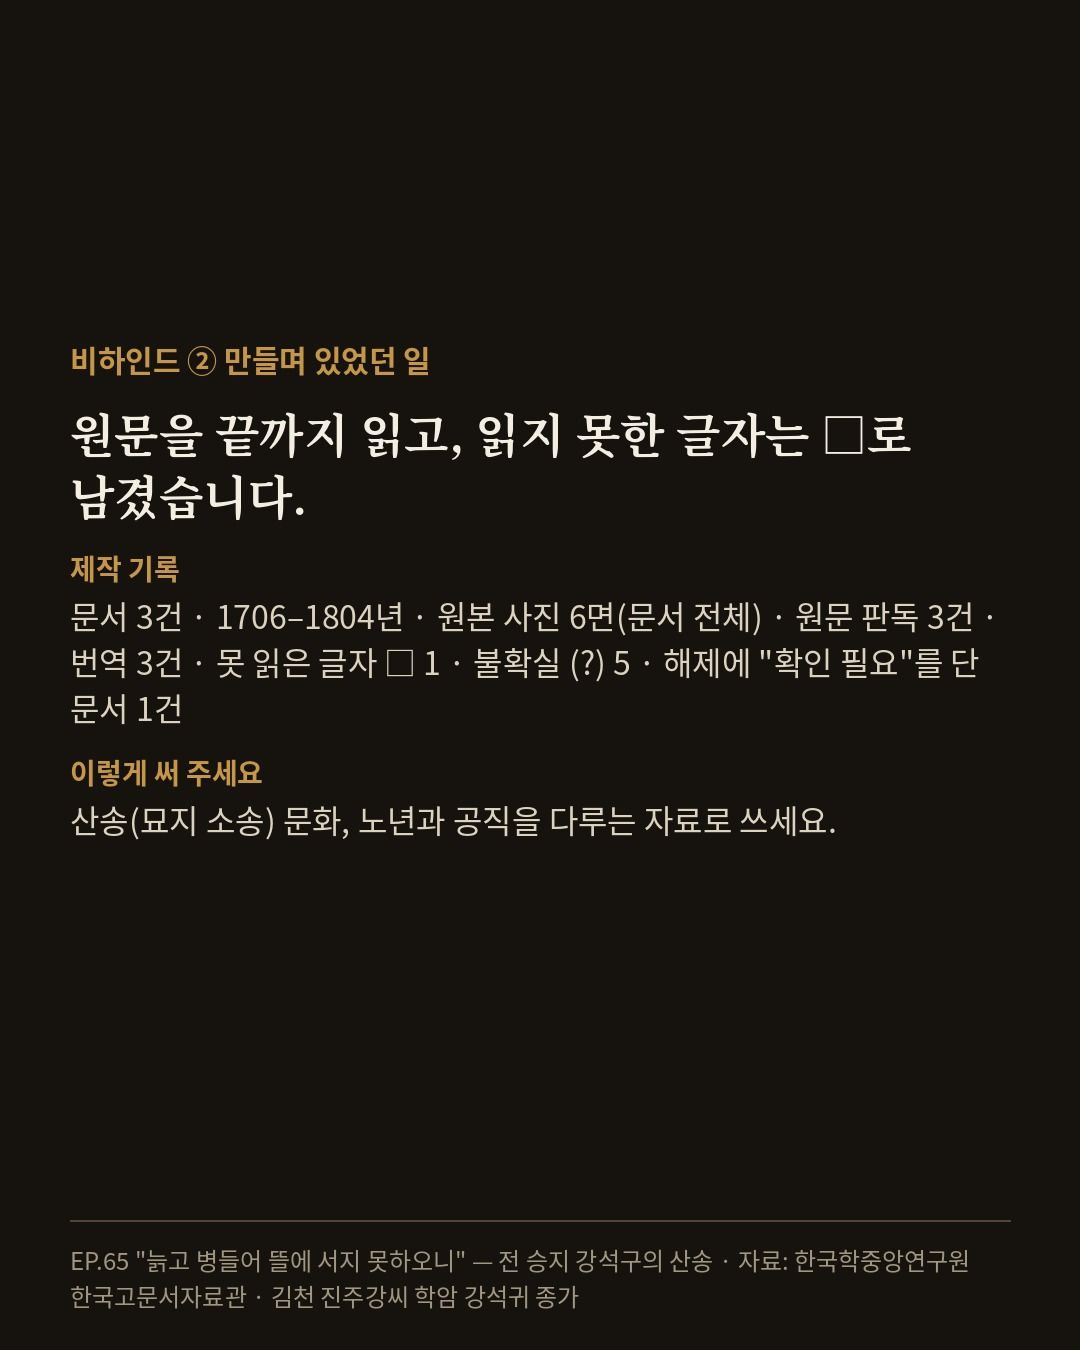 비하인드 ② 만들며 있었던 일
원문을 끝까지 읽고, 읽지 못한 글자는 □로
남겼습니다.
제작 기록
문서 3건 · 1706–1804년 · 원본 사진 6면(문서 전체) · 원문 판독 3건 ·
번역 3건 · 못 읽은 글자 □ 1 · 불확실 (?) 5 · 해제에 "확인 필요"를 단
문서 1건
이렇게 써 주세요
산송(묘지 소송) 문화, 노년과 공직을 다루는 자료로 쓰세요.
EP.65 "늙고 병들어 뜰에 서지 못하오니" — 전 승지 강석구의 산송 · 자료: 한국학중앙연구원
한국고문서자료관 · 김천 진주강씨 학암 강석귀 종가